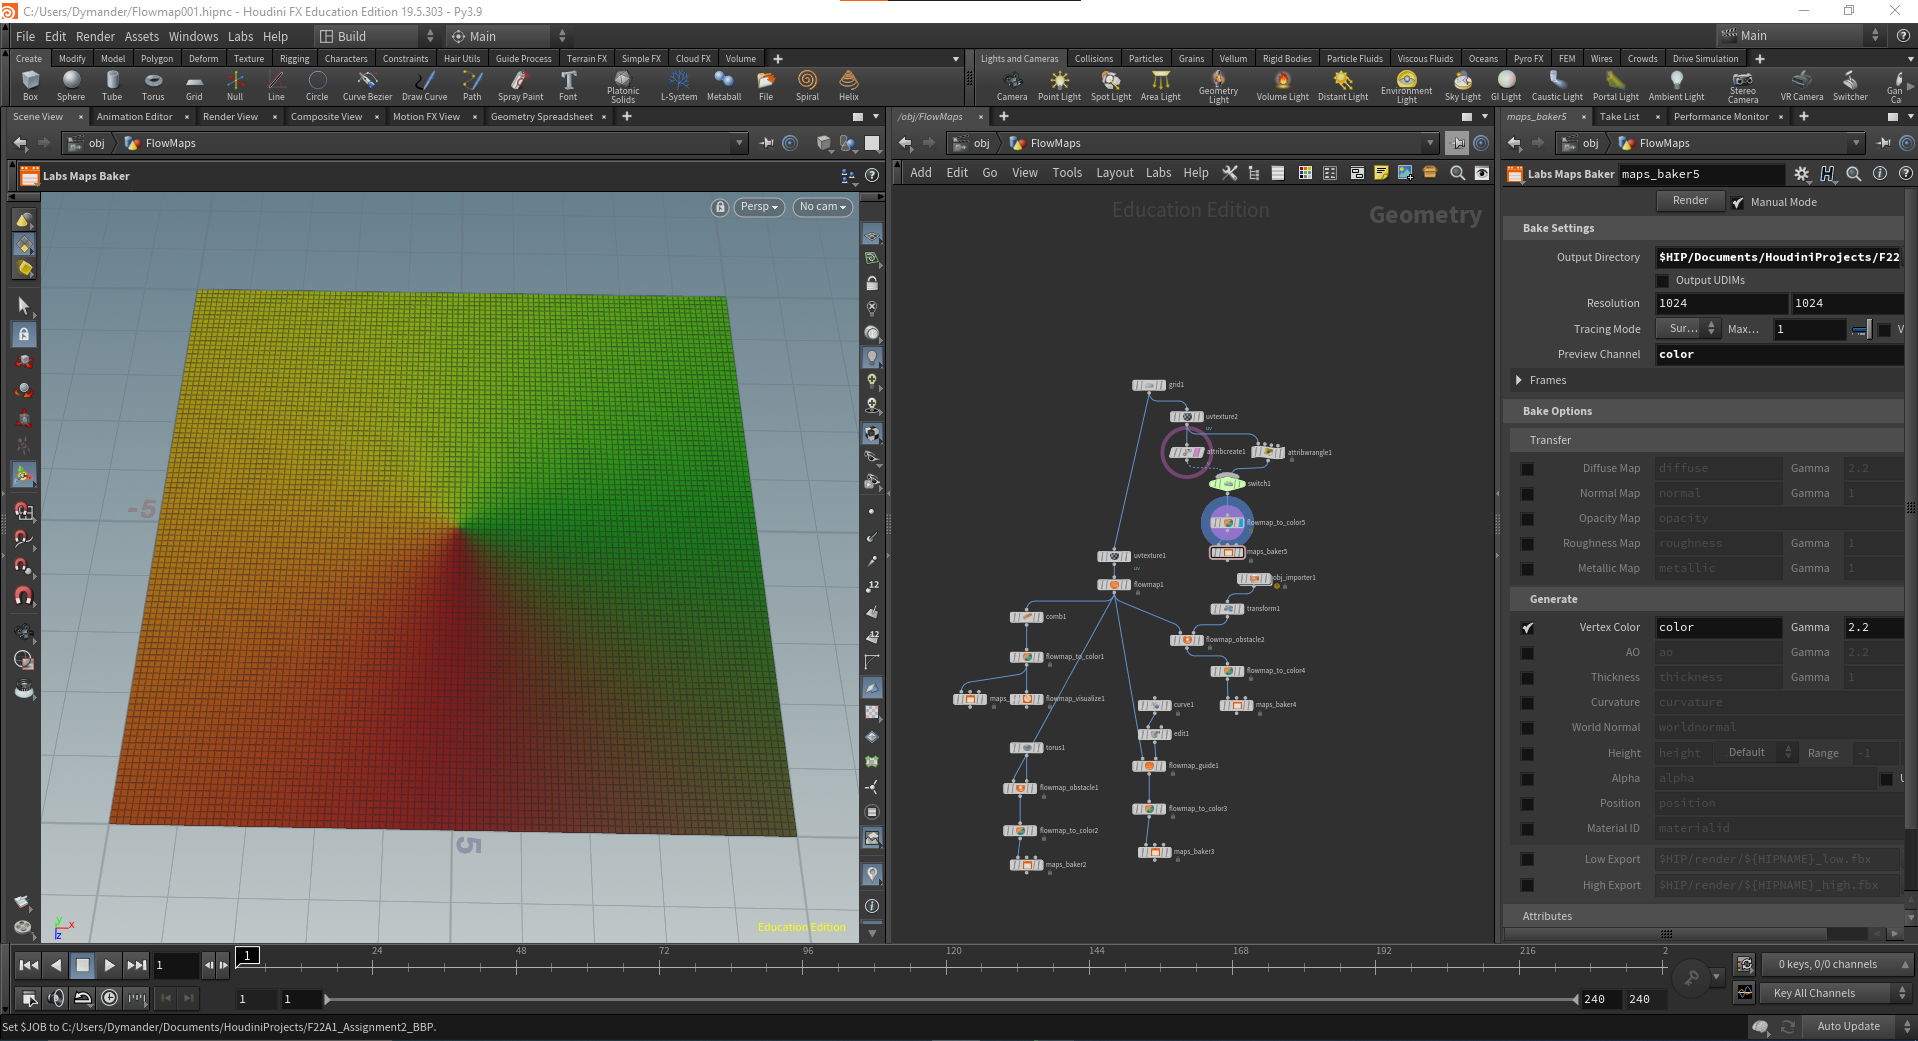 C:/Users/Dymander/Flowmap001.hipnc - Houdini FX Education Edition 19.5.303 - Py3.9
File Edit Render Assets Windows Labs Help Build Main Main
Create Modify Model Polygon Deform Texture Rigging Characters Constraints Hair Utils Guide Process Terrain FX Simple FX Cloud FX Volume
Lights and Cameras Collisions Particles Grains Vellum Rigid Bodies Particle Fluids Viscous Fluids Oceans Pyro FX FEM Wires Crowds Drive Simulation
Box Sphere Tube Torus Grid Null Line Circle Curve Bezier Draw Curve Path Spray Paint Font Platonic Solids L-System Metaball File Spiral Helix
Camera Point Light Spot Light Area Light Geometry Light Volume Light Distant Light Environment Light Sky Light GI Light Caustic Light Portal Light Ambient Light Stereo Camera VR Camera Switcher
Scene View Animation Editor Render View Composite View Motion FX View Geometry Spreadsheet
/obj/FlowMaps
maps_baker5 Take List Performance Monitor
obj FlowMaps
obj FlowMaps
obj FlowMaps
Labs Maps Baker
Add Edit Go View Tools Layout Labs Help
Labs Maps Baker maps_baker5
Persp No cam
-5
5
Education Edition
y x z
Education Edition
Geometry
grid1
uvtexture2
uv
attribcreate1
attribwrangle1
switch1
flowmap_to_color5
maps_baker5
uvtexture1
uv
obj_importer1
flowmap1
transform1
comb1
flowmap_obstacle2
flowmap_to_color1
flowmap_to_color4
maps_
flowmap_visualize1
curve1
maps_baker4
edit1
torus1
flowmap_guide1
flowmap_obstacle1
flowmap_to_color3
flowmap_to_color2
maps_baker3
maps_baker2
Render Manual Mode
Bake Settings
Output Directory $HIP/Documents/HoudiniProjects/F22
Output UDIMs
Resolution 1024 1024
Tracing Mode Sur... Max... 1 V
Preview Channel color
Frames
Bake Options
Transfer
Diffuse Map diffuse Gamma 2.2
Normal Map normal Gamma 1
Opacity Map opacity
Roughness Map roughness Gamma 1
Metallic Map metallic Gamma 1
Generate
Vertex Color color Gamma 2.2
AO ao Gamma 2.2
Thickness thickness Gamma 1
Curvature curvature
World Normal worldnormal
Height height Default Range -1
Alpha alpha
Position position
Material ID materialid
Low Export $HIP/render/${HIPNAME}_low.fbx
High Export $HIP/render/${HIPNAME}_high.fbx
Attributes
1 1 24 48 72 96 120 144 168 192 216 2
0 keys, 0/0 channels
1 1 240 240
Key All Channels
Set $JOB to C:/Users/Dymander/Documents/HoudiniProjects/F22A1_Assignment2_BBP.
Auto Update